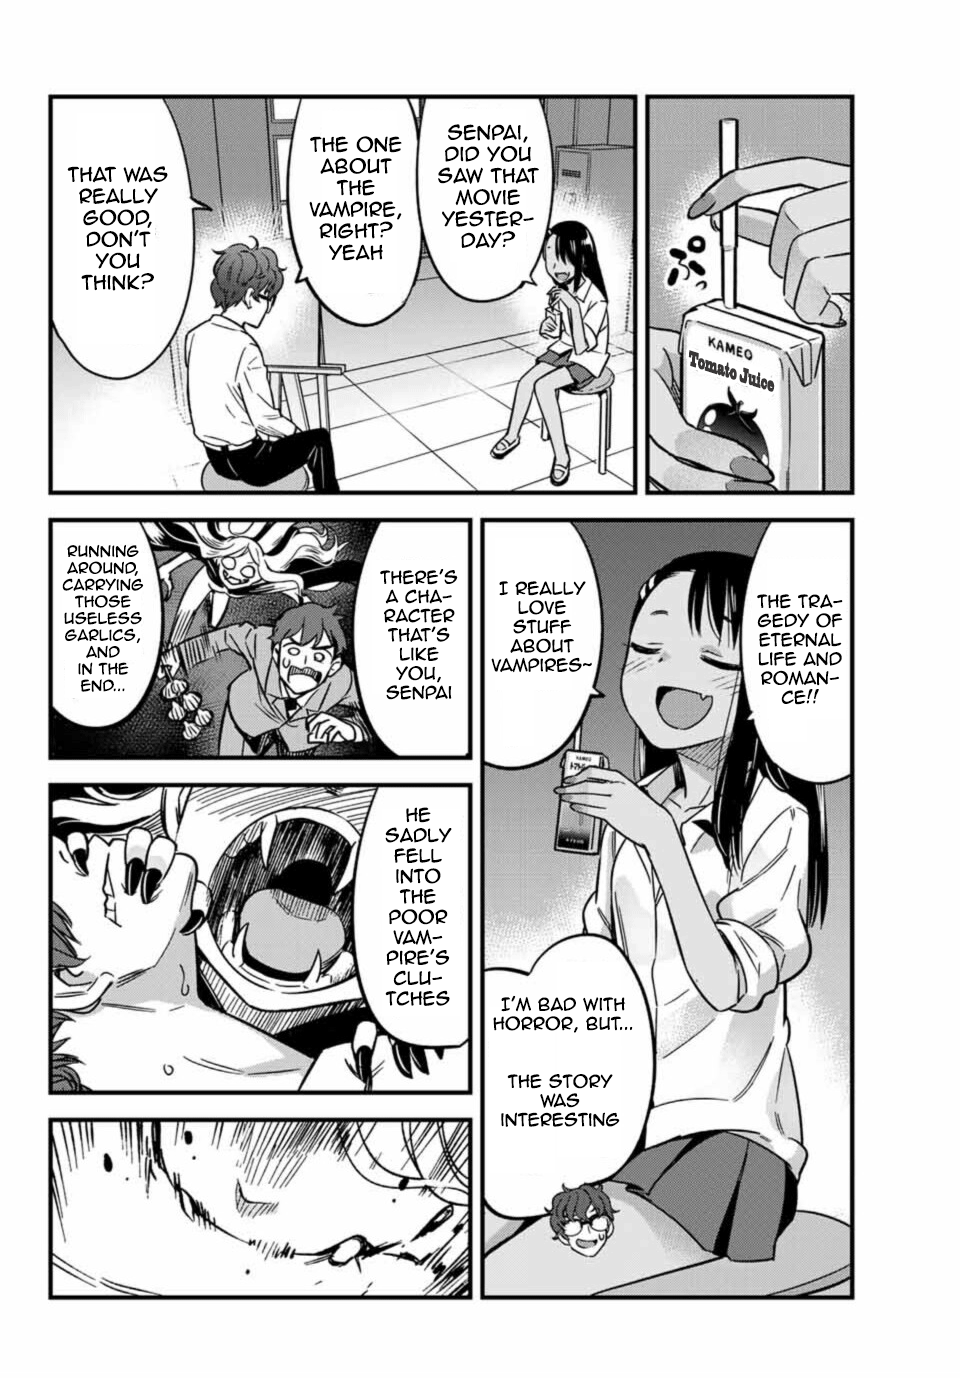 KAMEO
Tomato Juice
ぷ
SENPAI,
DID YOU
SAW THAT
MOVIE
YESTER-
DAY?
THE ONE
ABOUT
THE
VAMPIRE,
RIGHT?
YEAH
THAT WAS
REALLY
GOOD,
DON'T
YOU
THINK?
THE TRA-
GEDY OF
ETERNAL
LIFE AND
ROMAN-
CE!!
I REALLY
LOVE
STUFF
ABOUT
VAMPIRES~
KAMEO
I'M BAD WITH
HORROR, BUT...
THE STORY
WAS
INTERESTING
THERE'S
A CHA-
RACTER
THAT'S
LIKE
YOU,
SENPAI
RUNNING
AROUND,
CARRYING
THOSE
USELESS
GARLICS,
AND
IN THE
END...
HE
SADLY
FELL
INTO
THE
POOR
VAM-
PIRE'S
CLU-
TCHES